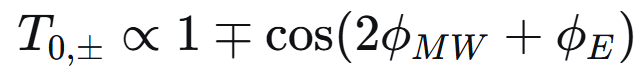 T_{0,\pm} \propto 1 \mp \cos(2\phi_{MW} + \phi_E)